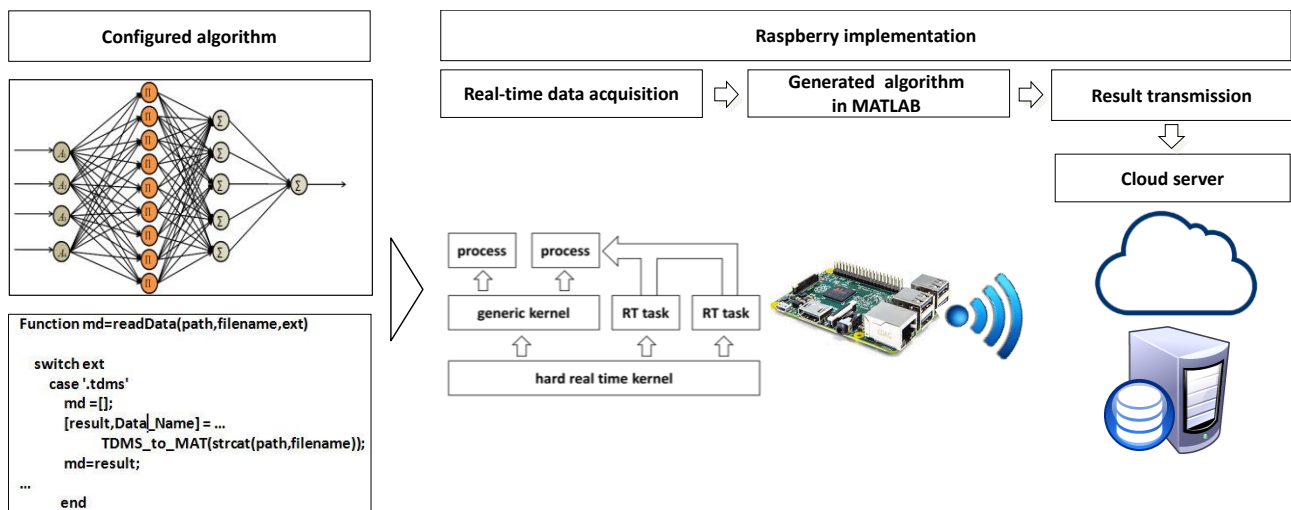 Configured algorithm
Raspberry implementation
Real-time data acquisition
Generated algorithm
in MATLAB
Result transmission
Cloud server
Π
Π
Π
Π
Π
Π
Π
Π
Π
Σ
Σ
Σ
Σ
Σ
Σ
process
process
generic kernel
RT task
RT task
hard real time kernel
Function md=readData(path,filename,ext)
switch ext
case '.tdms'
md =[];
[result,Data_Name] = ...
TDMS_to_MAT(strcat(path,filename));
md=result;
...
end